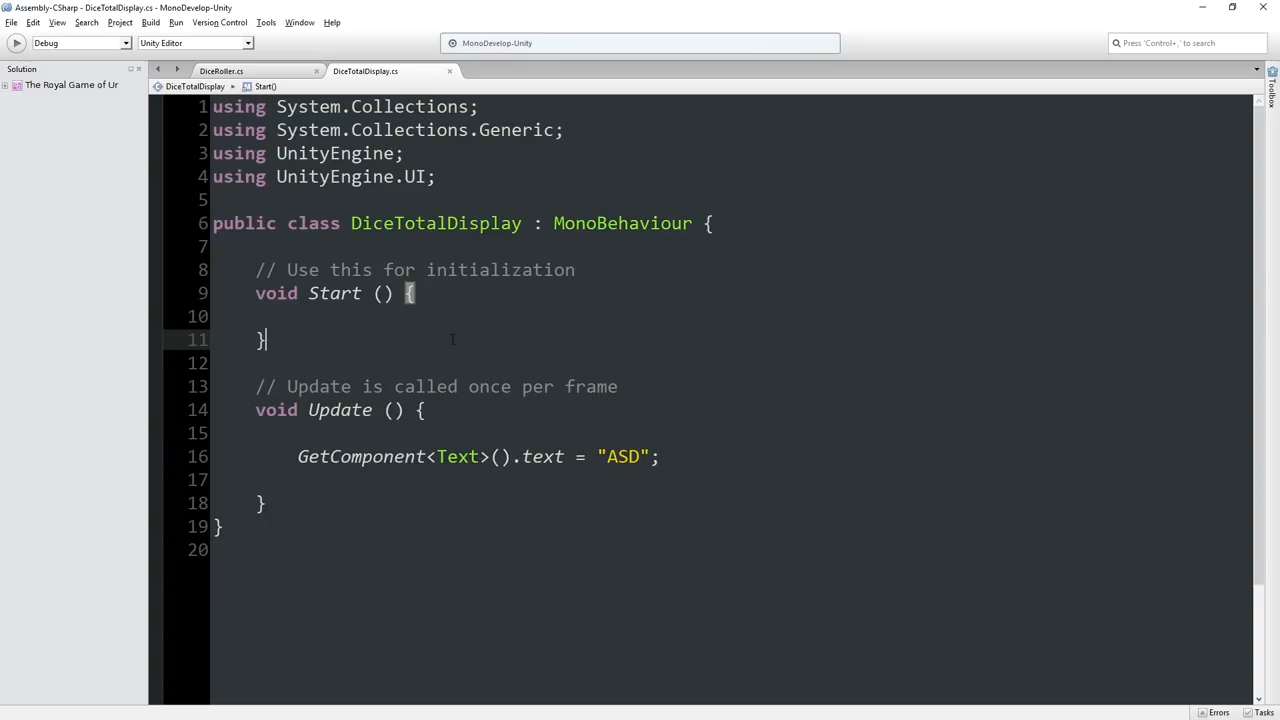 Assembly-CSharp - DiceTotalDisplay.cs - MonoDevelop-Unity
File Edit View Search Project Build Run Version Control Tools Window Help
Debug Unity Editor MonoDevelop-Unity Press 'Control+,' to search
Solution DiceRoller.cs DiceTotalDisplay.cs
The Royal Game of Ur DiceTotalDisplay Start() Toolbox
1 using System.Collections;
2 using System.Collections.Generic;
3 using UnityEngine;
4 using UnityEngine.UI;
5
6 public class DiceTotalDisplay : MonoBehaviour {
7
8 // Use this for initialization
9 void Start () {
10
11 }
12
13 // Update is called once per frame
14 void Update () {
15
16 GetComponent<Text>().text = "ASD";
17
18 }
19 }
20
Errors Tasks